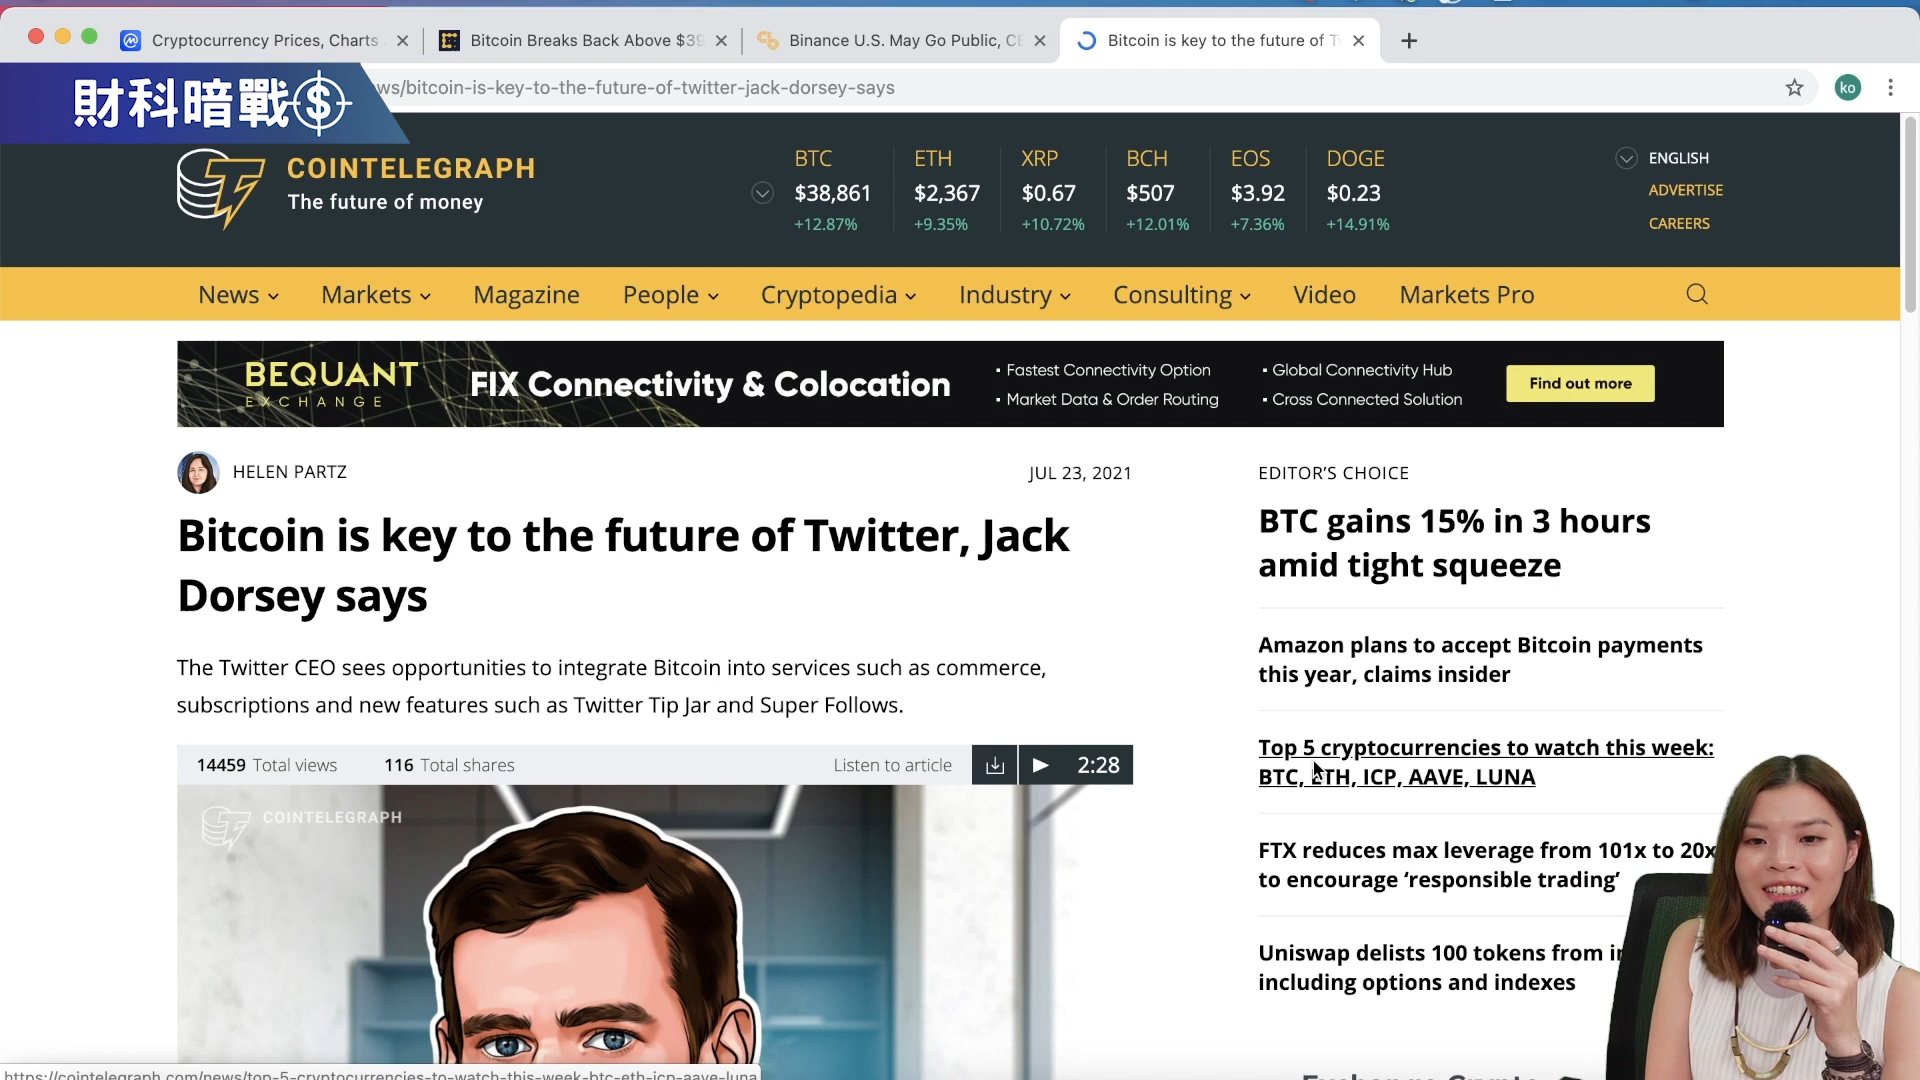 Cryptocurrency Prices, Charts
Bitcoin Breaks Back Above $39
Binance U.S. May Go Public, CE
Bitcoin is key to the future of Tw
財科暗戰
ws/bitcoin-is-key-to-the-future-of-twitter-jack-dorsey-says
ko
COINTELEGRAPH
The future of money
BTC
$38,861
+12.87%
ETH
$2,367
+9.35%
XRP
$0.67
+10.72%
BCH
$507
+12.01%
EOS
$3.92
+7.36%
DOGE
$0.23
+14.91%
ENGLISH
ADVERTISE
CAREERS
News
Markets
Magazine
People
Cryptopedia
Industry
Consulting
Video
Markets Pro
BEQUANT
EXCHANGE
FIX Connectivity & Colocation
• Fastest Connectivity Option
• Market Data & Order Routing
• Global Connectivity Hub
• Cross Connected Solution
Find out more
HELEN PARTZ
JUL 23, 2021
Bitcoin is key to the future of Twitter, Jack
Dorsey says
The Twitter CEO sees opportunities to integrate Bitcoin into services such as commerce,
subscriptions and new features such as Twitter Tip Jar and Super Follows.
14459 Total views
116 Total shares
Listen to article
2:28
COINTELEGRAPH
EDITOR'S CHOICE
BTC gains 15% in 3 hours
amid tight squeeze
Amazon plans to accept Bitcoin payments
this year, claims insider
Top 5 cryptocurrencies to watch this week:
BTC, ETH, ICP, AAVE, LUNA
FTX reduces max leverage from 101x to 20x
to encourage ‘responsible trading’
Uniswap delists 100 tokens from in
including options and indexes
https://cointelegraph.com/news/top-5-cryptocurrencies-to-watch-this-week-btc-eth-icp-aave-luna